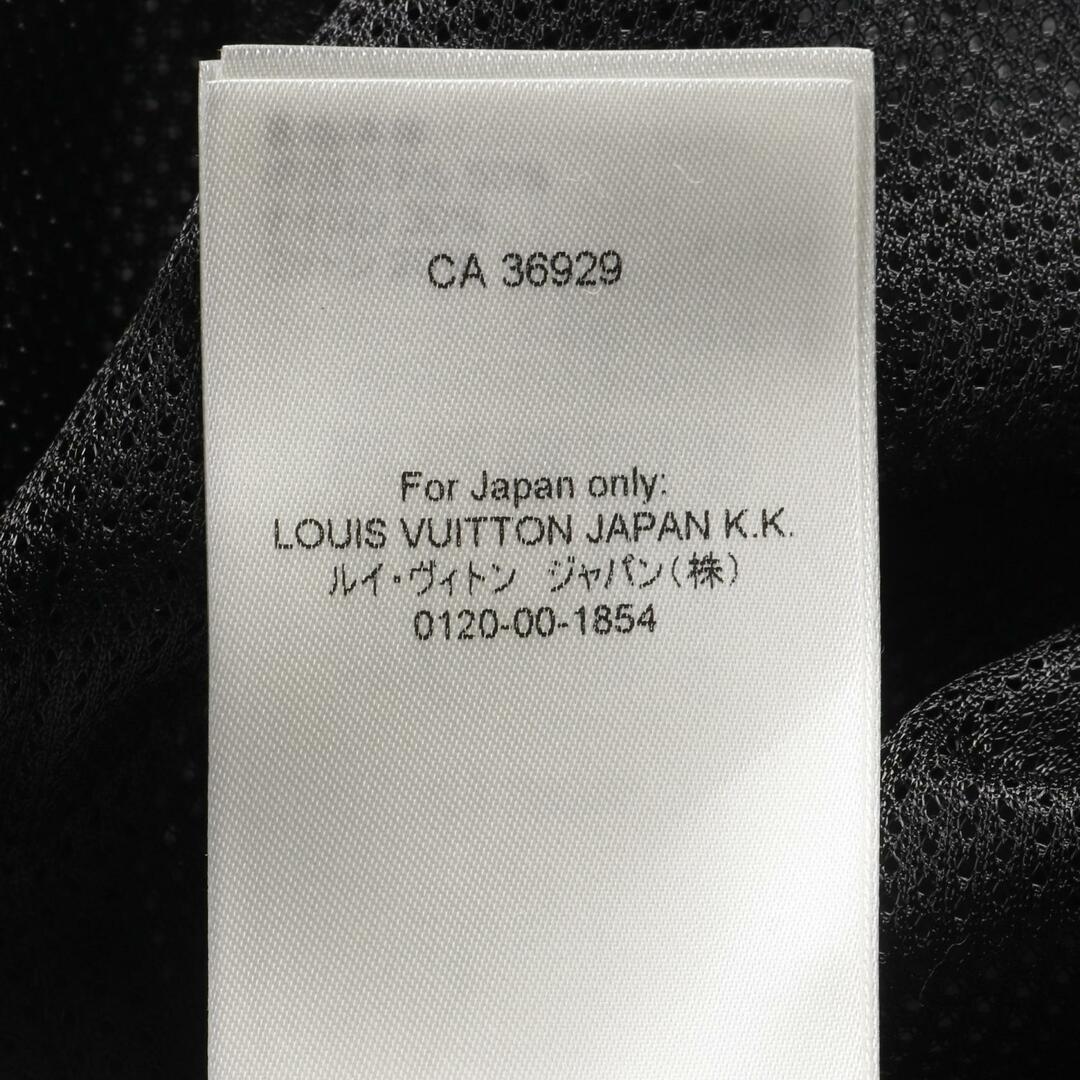 CA 36929
For Japan only:
LOUIS VUITTON JAPAN K.K.
ルイ・ヴィトン　ジャパン(株)
0120-00-1854